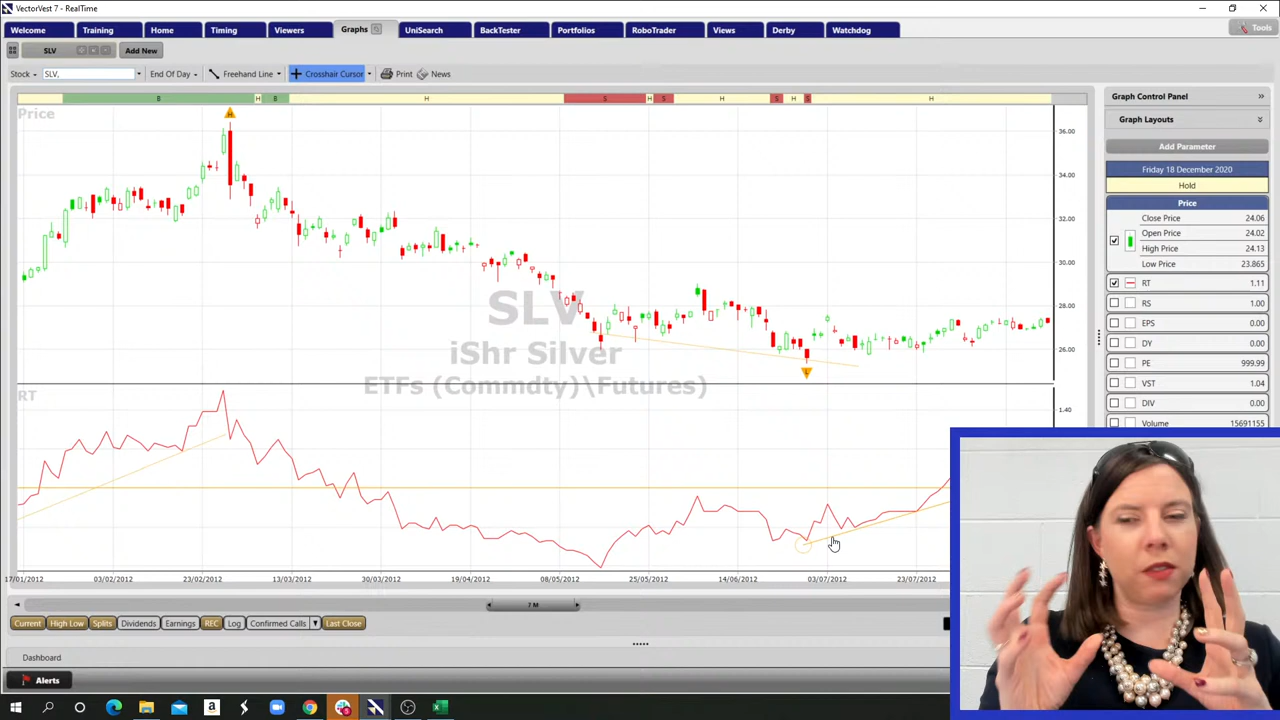 VectorVest 7 - RealTime
Welcome Training Home Timing Viewers Graphs UniSearch BackTester Portfolios RoboTrader Views Derby Watchdog Tools
SLV Add New
Stock SLV, End Of Day Freehand Line Crosshair Cursor Print News
B H B H S H S H S H S H
Price
H
36.00
34.00
32.00
30.00
28.00
26.00
SLV
iShr Silver
ETFs (Commdty)\Futures)
L
RT
1.40
17/01/2012 03/02/2012 23/02/2012 13/03/2012 30/03/2012 19/04/2012 08/05/2012 25/05/2012 14/06/2012 03/07/2012 23/07/2012
7 M
Current High Low Splits Dividends Earnings REC Log Confirmed Calls Last Close
Dashboard
Alerts
Graph Control Panel
Graph Layouts
Add Parameter
Friday 18 December 2020
Hold
Price
Close Price 24.06
Open Price 24.02
High Price 24.13
Low Price 23.865
RT 1.11
RS 1.00
EPS 0.00
DY 0.00
PE 999.99
VST 1.04
DIV 0.00
Volume 15691155